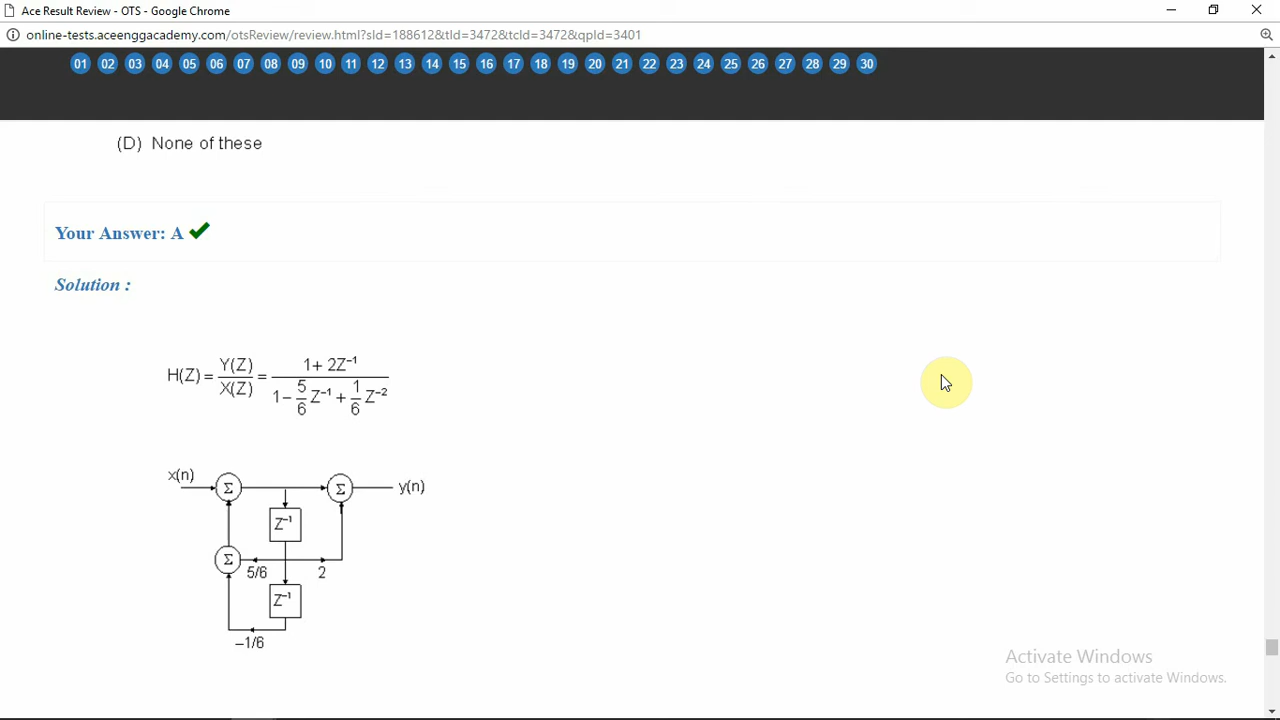 Ace Result Review - OTS - Google Chrome
online-tests.aceenggacademy.com/otsReview/review.html?sId=188612&tId=3472&tcId=3472&qpId=3401
01 02 03 04 05 06 07 08 09 10 11 12 13 14 15 16 17 18 19 20 21 22 23 24 25 26 27 28 29 30
(D) None of these
Your Answer: A
Solution :
H(Z) = Y(Z)/X(Z) = (1 + 2Z⁻¹)/(1 − 5/6 Z⁻¹ + 1/6 Z⁻²)
x(n)
Σ Σ y(n)
Z⁻¹
Σ
5/6 2
Z⁻¹
−1/6
Activate Windows
Go to Settings to activate Windows.